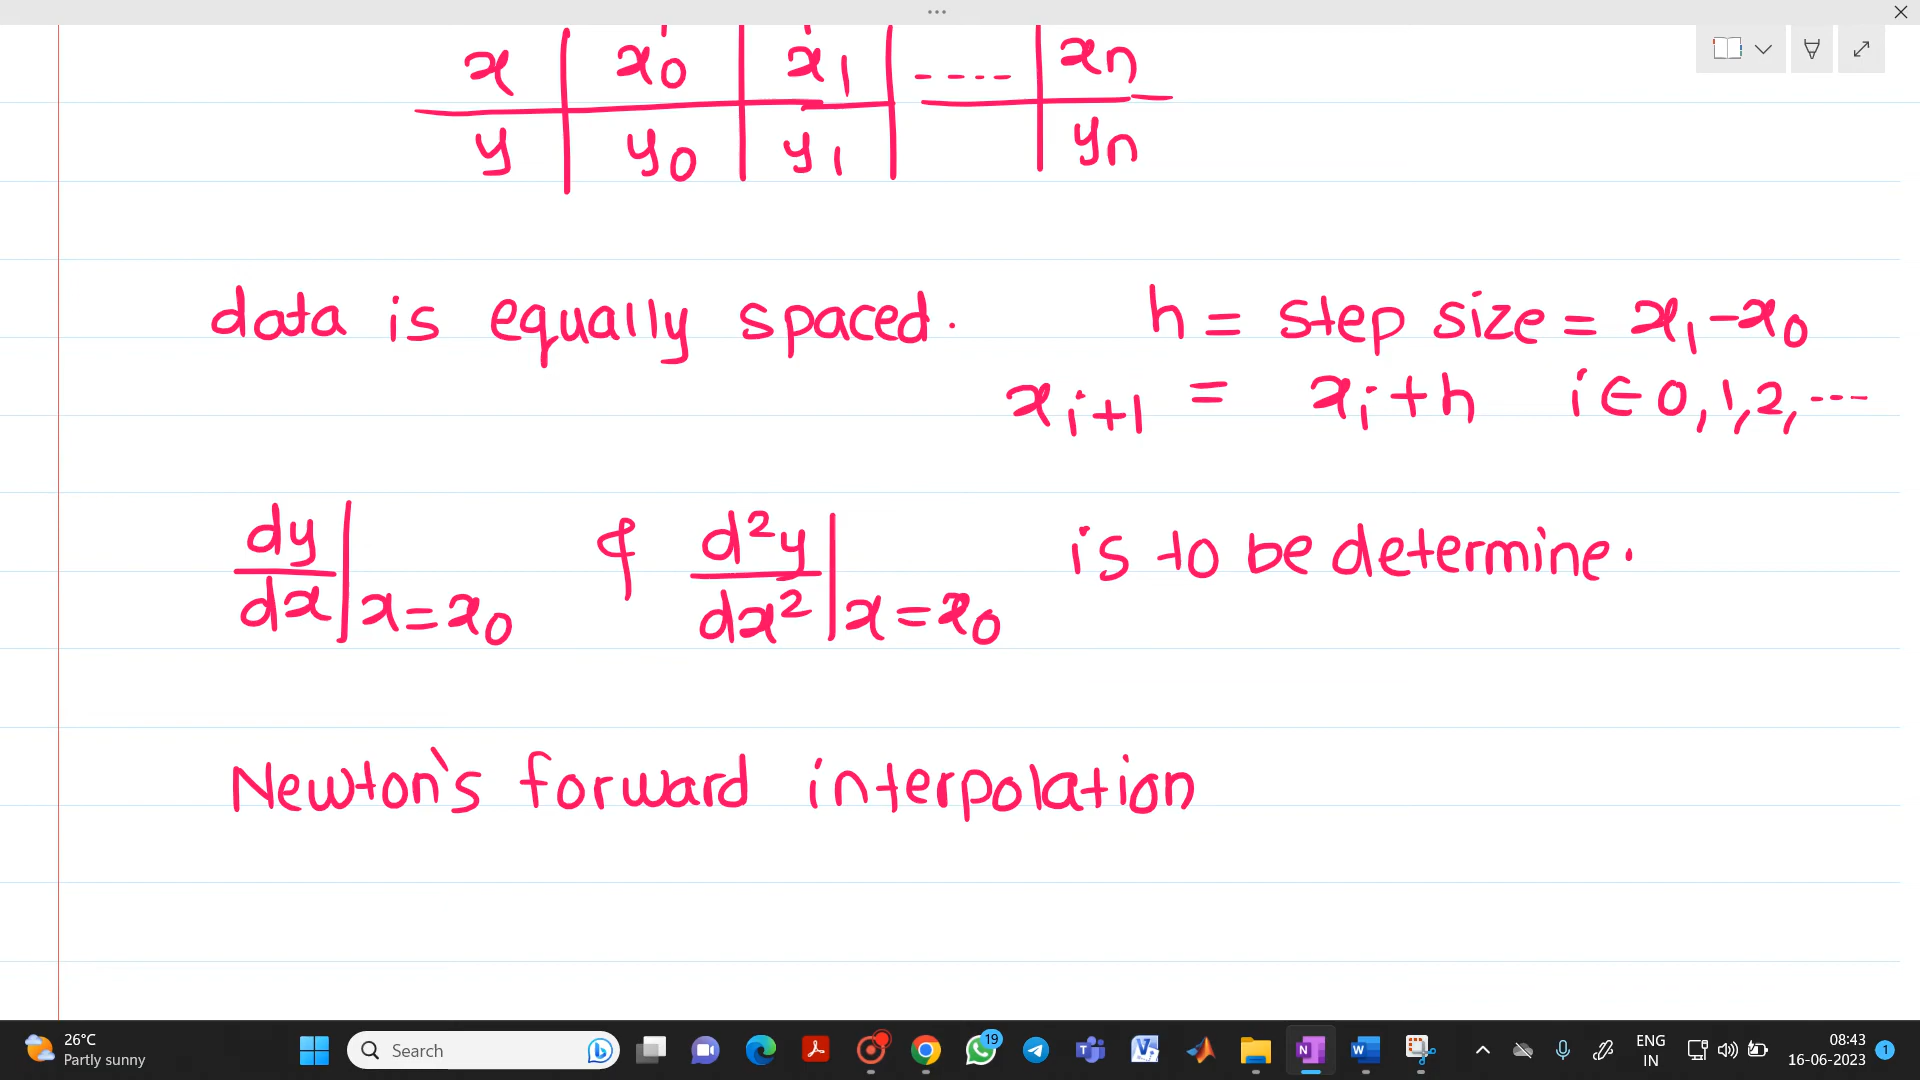 x | x0 | x1 | ---- | xn
y | y0 | y1 | | yn
data is equally spaced. h = step size = x1 - x0
xi+1 = xi + h i ∈ 0, 1, 2, ---
dy/dx | x = x0 & d²y/dx² | x = x0 is to be determine.
Newton's forward interpolation
26°C
Partly sunny
Search
19
ENG
IN
08:43
16-06-2023
1